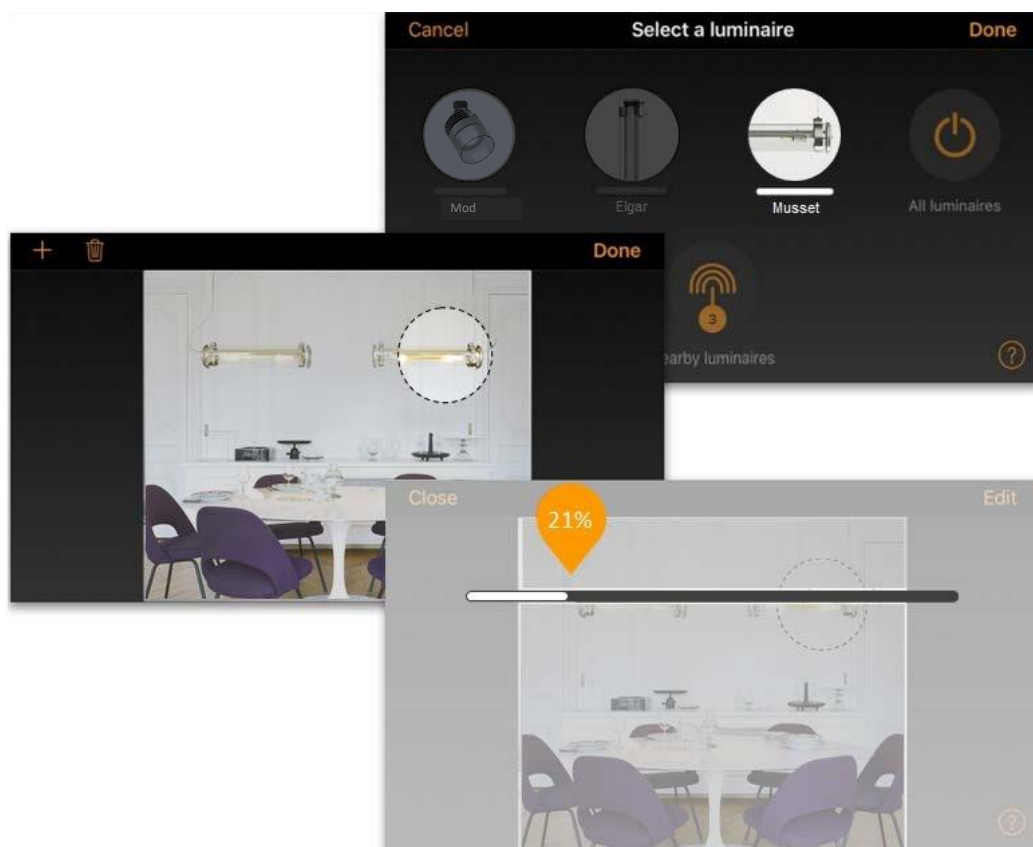 Cancel
Select a luminaire
Done
Mod
Elgar
Musset
All luminaires
3
earby luminaires
?
+
Done
Close
21%
Edit
?